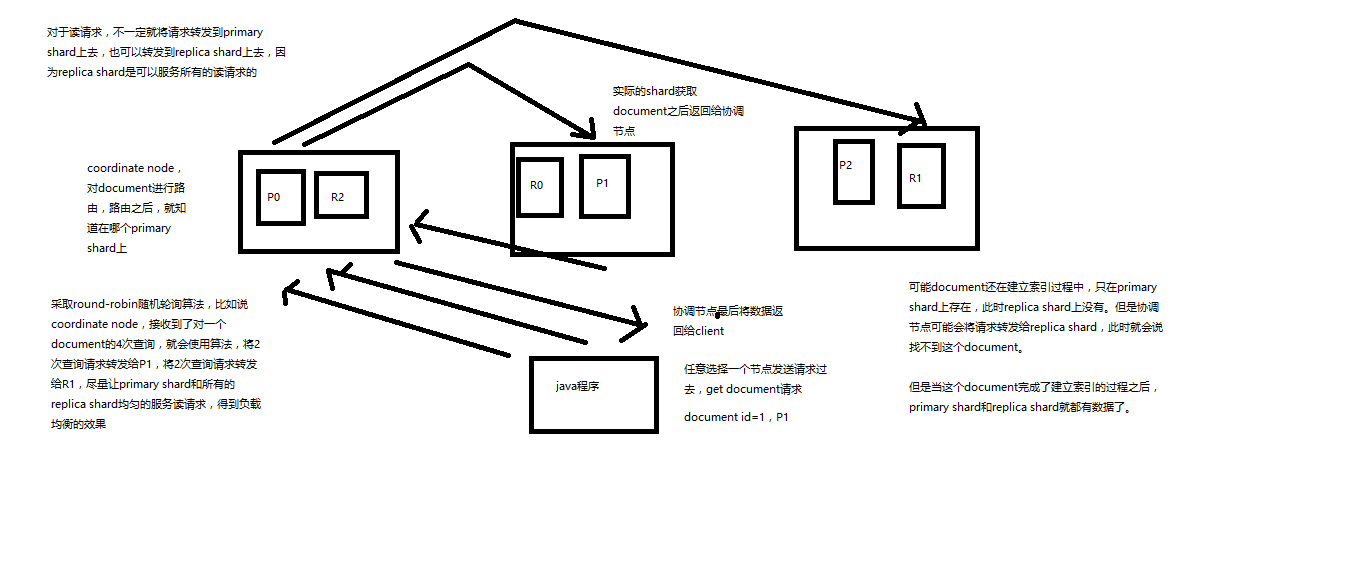 对于读请求，不一定就将请求转发到primary
shard上去，也可以转发到replica shard上去，因
为replica shard是可以服务所有的读请求的
实际的shard获取
document之后返回给协调
节点
coordinate node，
对document进行路
由，路由之后，就知
道在哪个primary
shard上
P0
R2
R0
P1
P2
R1
采取round-robin随机轮询算法，比如说
coordinate node，接收到了对一个
document的4次查询，就会使用算法，将2
次查询请求转发给P1，将2次查询请求转发
给R1，尽量让primary shard和所有的
replica shard均匀的服务读请求，得到负载
均衡的效果
协调节点最后将数据返
回给client
java程序
任意选择一个节点发送请求过
去，get document请求
document id=1，P1
可能document还在建立索引过程中，只在primary
shard上存在，此时replica shard上没有。但是协调
节点可能会将请求转发给replica shard，此时就会说
找不到这个document。
但是当这个document完成了建立索引的过程之后，
primary shard和replica shard就都有数据了。